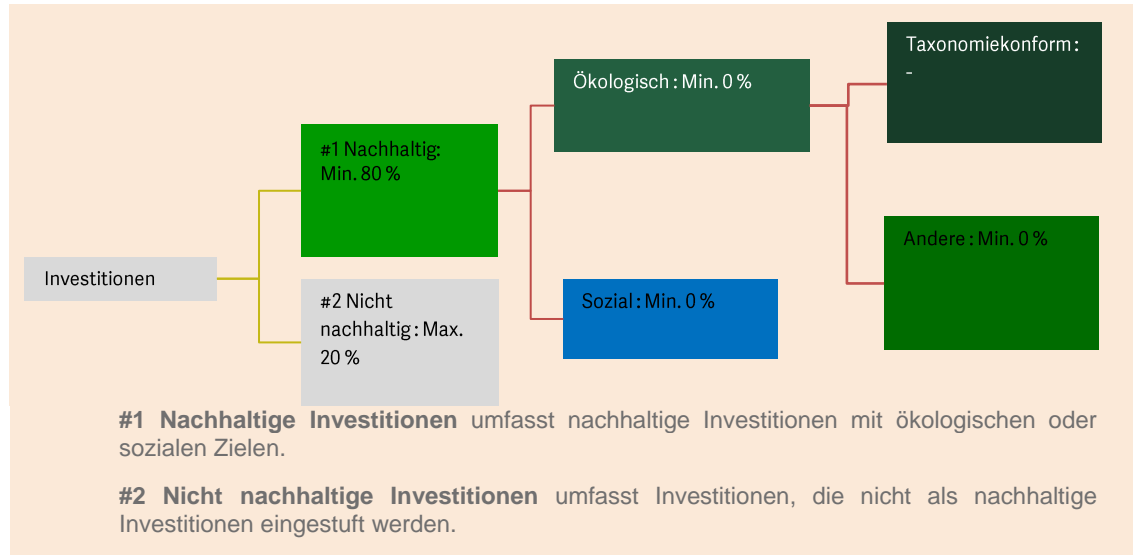 Taxonomiekonform :
-
Ökologisch : Min. 0 %
#1 Nachhaltig:
Min. 80 %
Andere : Min. 0 %
Investitionen
#2 Nicht
nachhaltig : Max.
20 %
Sozial : Min. 0 %
#1 Nachhaltige Investitionen umfasst nachhaltige Investitionen mit ökologischen oder
sozialen Zielen.
#2 Nicht nachhaltige Investitionen umfasst Investitionen, die nicht als nachhaltige
Investitionen eingestuft werden.